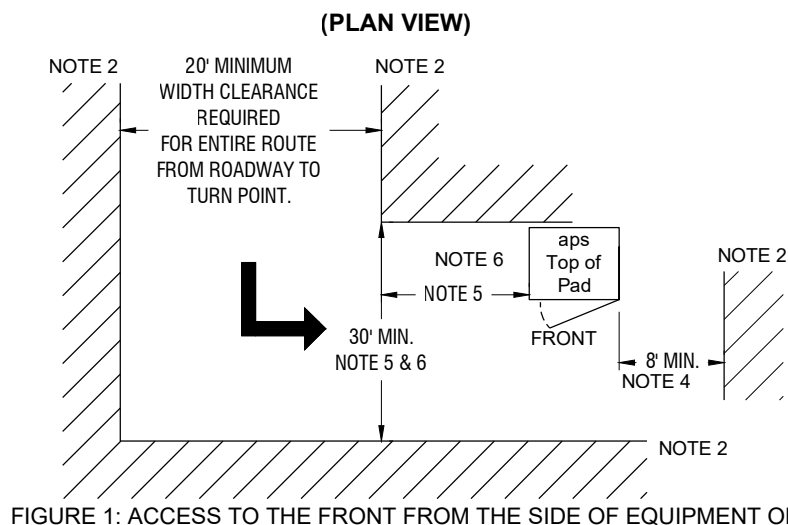 (PLAN VIEW)
NOTE 2
20' MINIMUM
WIDTH CLEARANCE
REQUIRED
FOR ENTIRE ROUTE
FROM ROADWAY TO
TURN POINT.
NOTE 2
aps
Top of
Pad
NOTE 6
NOTE 5
NOTE 2
FRONT
30' MIN.
NOTE 5 & 6
8' MIN.
NOTE 4
NOTE 2
FIGURE 1: ACCESS TO THE FRONT FROM THE SIDE OF EQUIPMENT